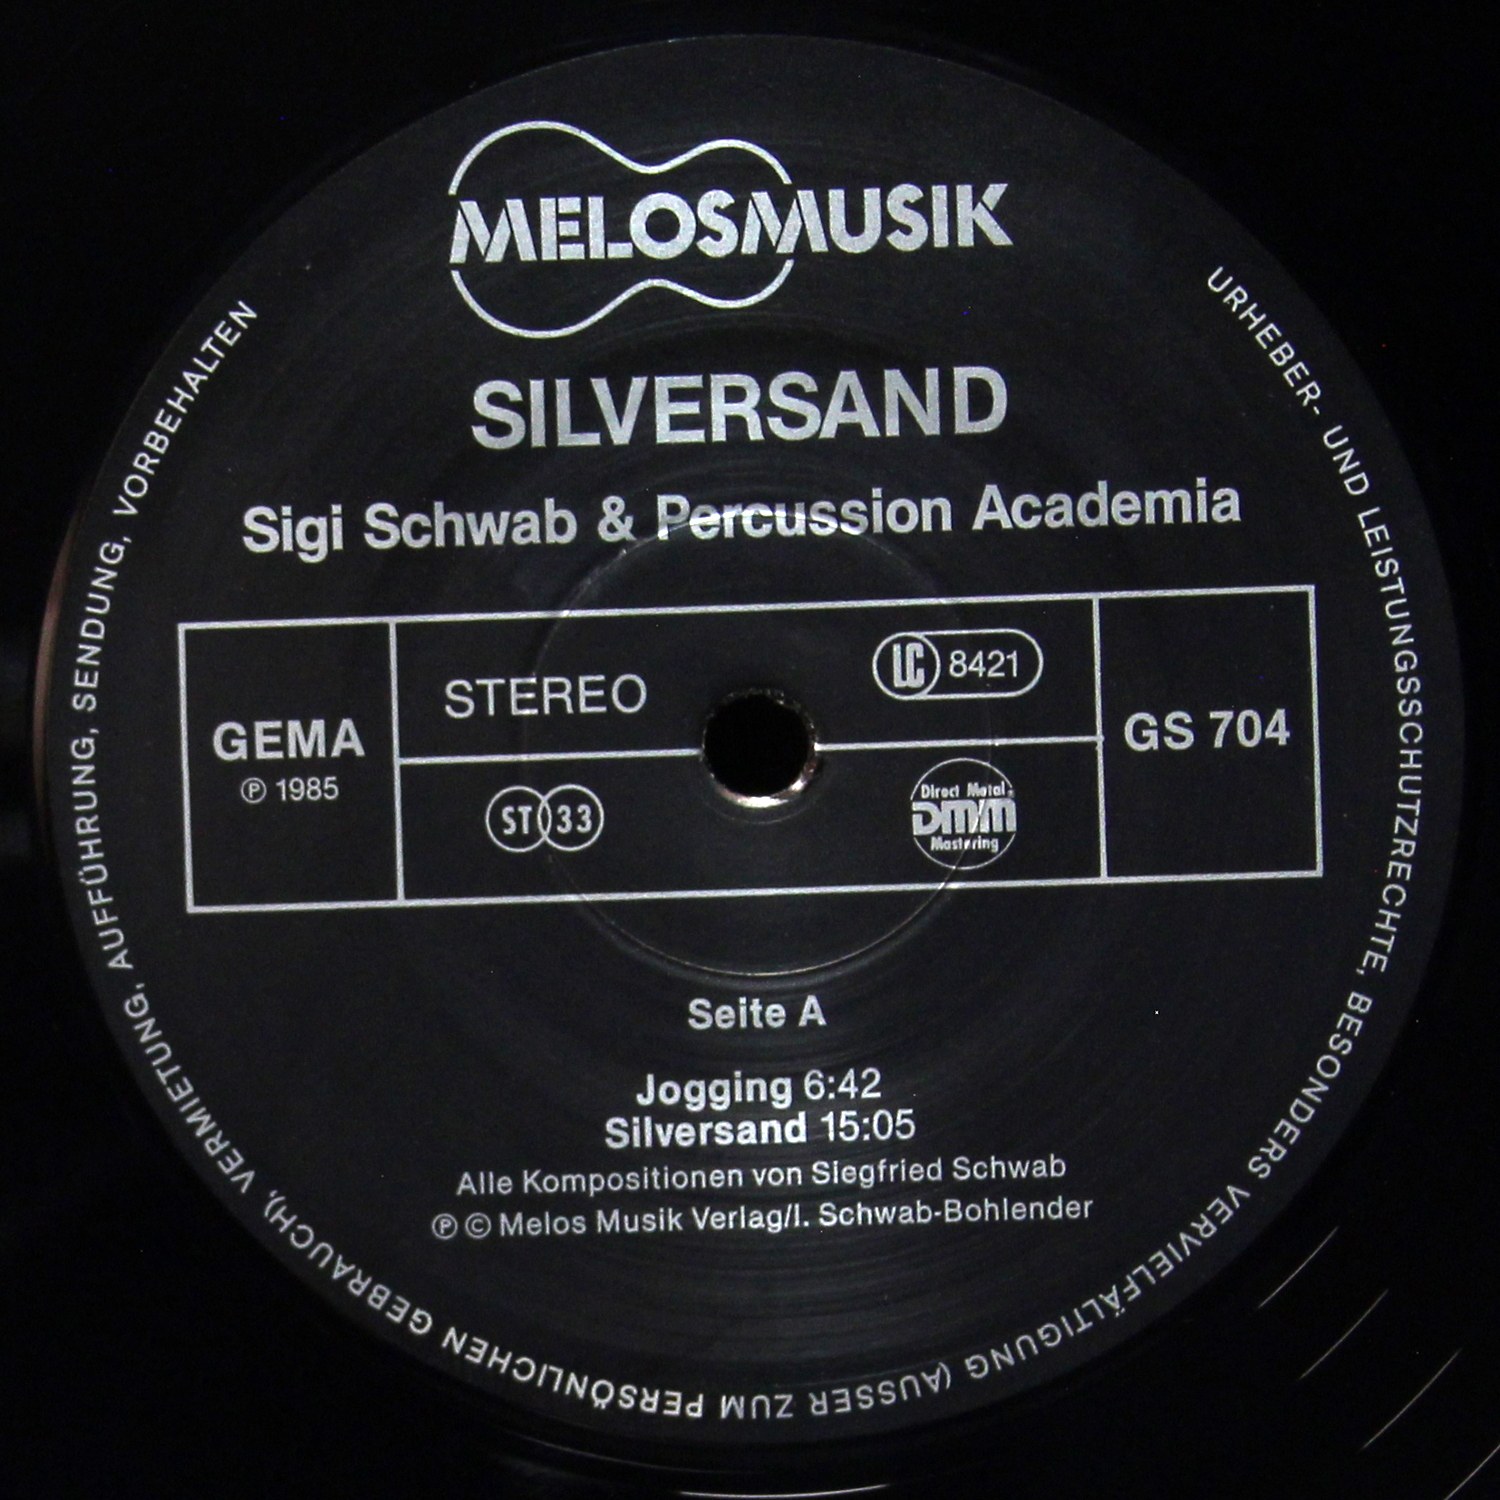 MELOSMUSIK
SILVERSAND
Sigi Schwab & Percussion Academia
GEMA
℗ 1985
STEREO
LC 8421
ST 33
Direct Metal
DMM
Mastering
GS 704
Seite A
Jogging 6:42
Silversand 15:05
Alle Kompositionen von Siegfried Schwab
℗ © Melos Musik Verlag/I. Schwab-Bohlender
URHEBER- UND LEISTUNGSSCHUTZRECHTE, BESONDERS VERVIELFÄLTIGUNG (AUSSER ZUM PERSÖNLICHEN GEBRAUCH), VERMIETUNG, AUFFÜHRUNG, SENDUNG, VORBEHALTEN